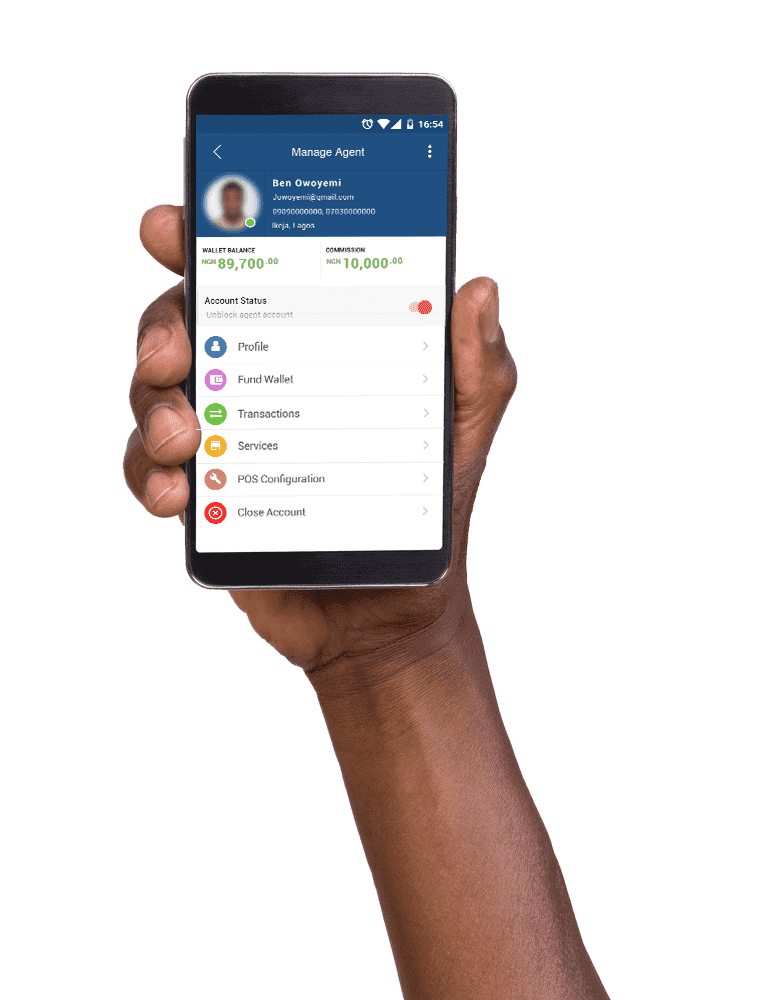 16:54
Manage Agent
Ben Owoyemi
Juwoyemi@gmail.com
09090000000, 07030000000
Ikeja, Lagos
WALLET BALANCE COMMISSION
NGN 89,700.00 NGN 10,000.00
Account Status
Unblock agent account
Profile
Fund Wallet
Transactions
Services
POS Configuration
Close Account